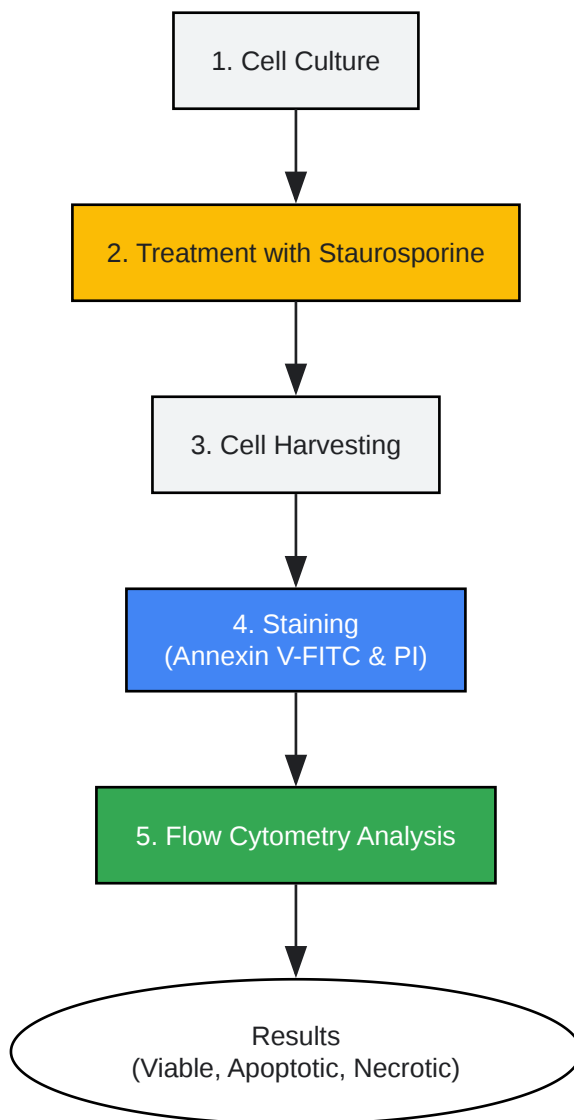 1. Cell Culture
2. Treatment with Staurosporine
3. Cell Harvesting
4. Staining
(Annexin V-FITC & PI)
5. Flow Cytometry Analysis
Results
(Viable, Apoptotic, Necrotic)